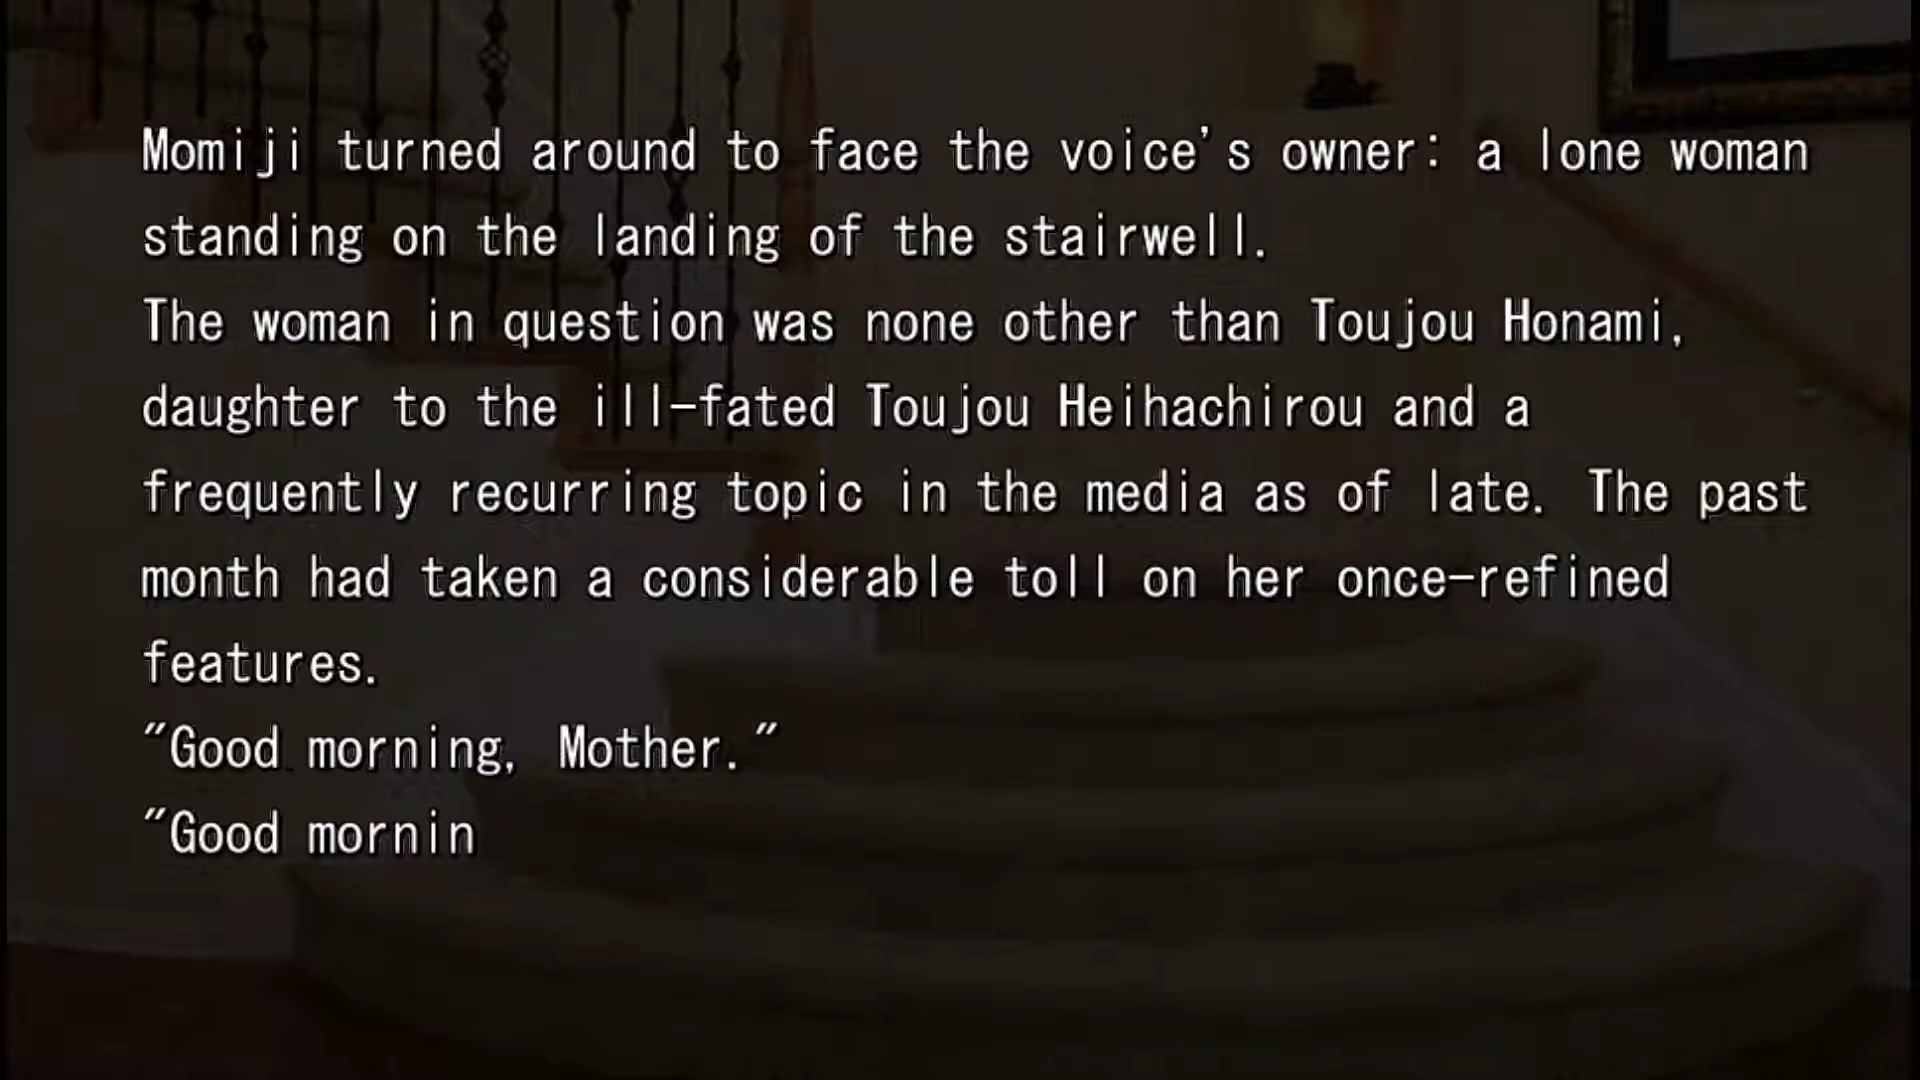 Momiji turned around to face the voice's owner: a lone woman
standing on the landing of the stairwell.
The woman in question was none other than Toujou Honami,
daughter to the ill-fated Toujou Heihachirou and a
frequently recurring topic in the media as of late. The past
month had taken a considerable toll on her once-refined
features.
"Good morning, Mother."
"Good mornin